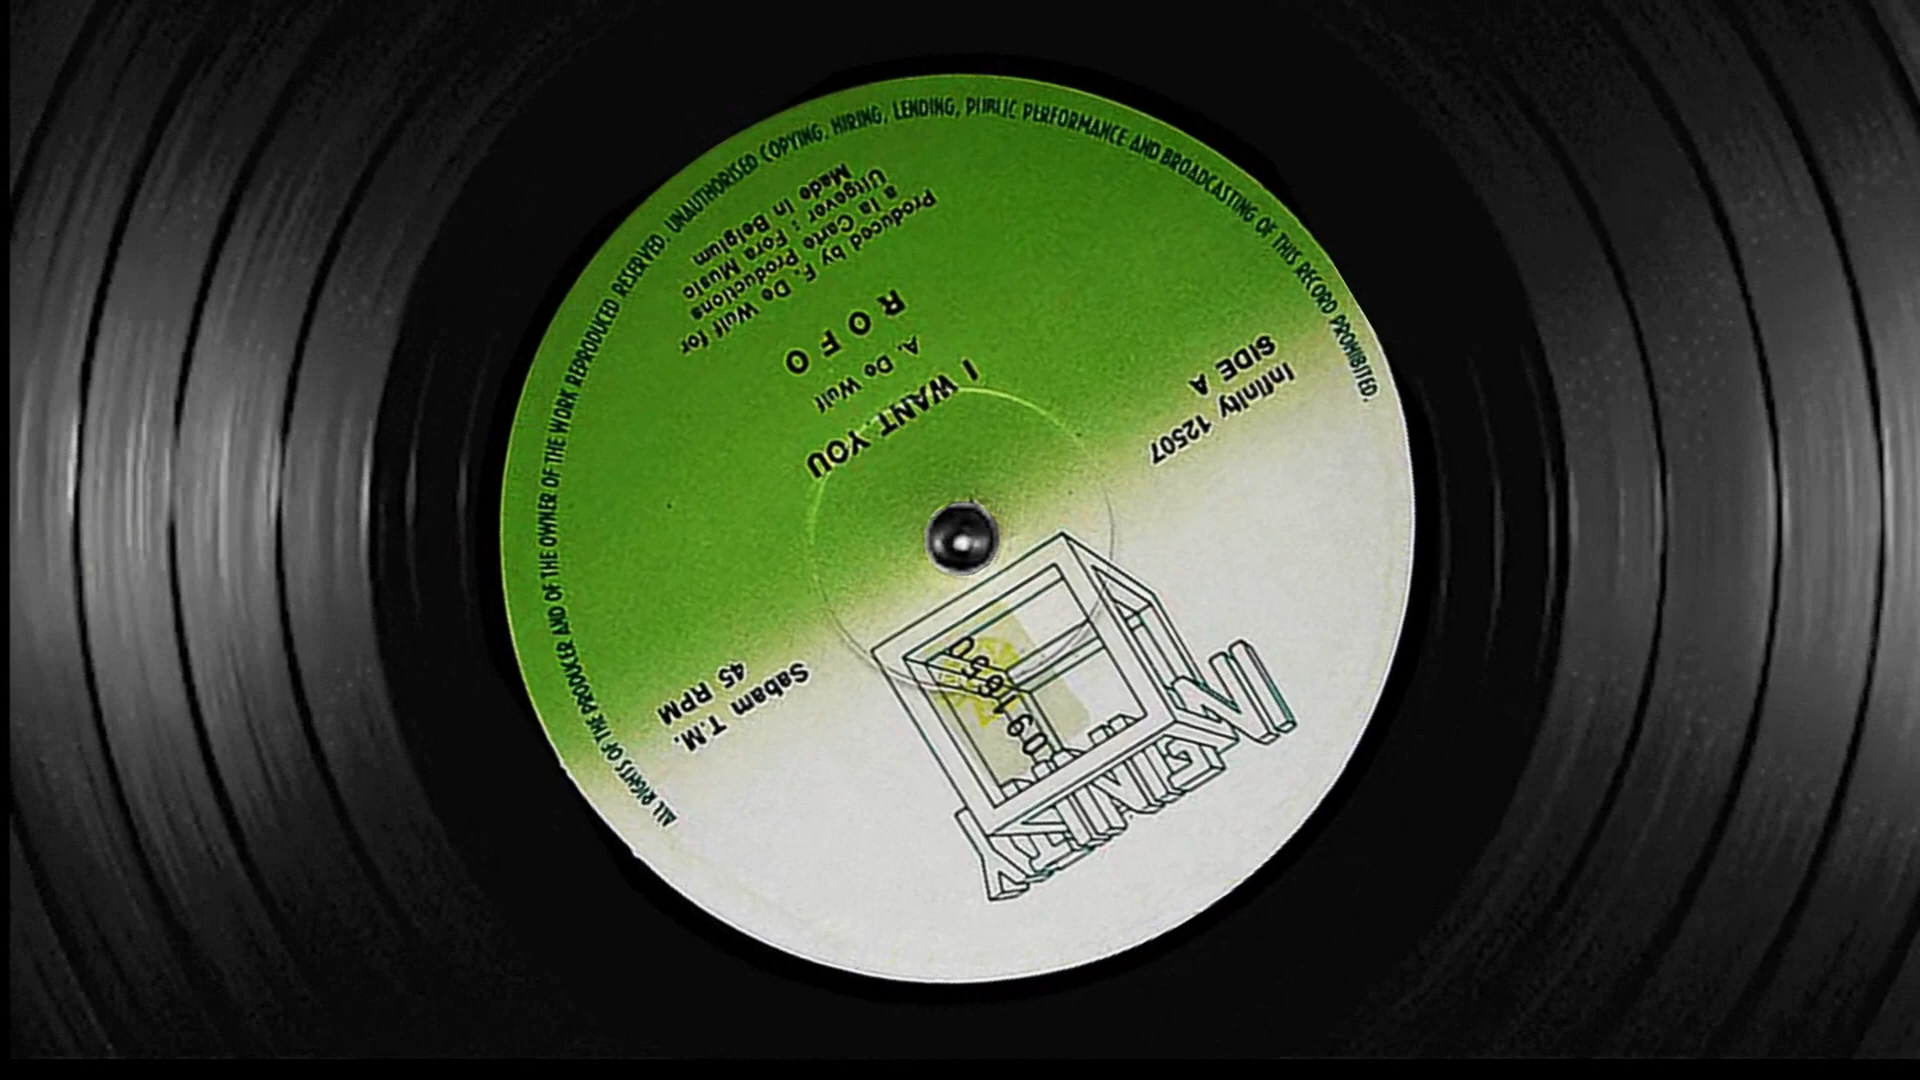 INFINITY
Infinity 12507
SIDE A
Sabam T.M.
45 RPM
I WANT YOU
A. De Wulf
ROFO
Produced by F. De Wulf for
a la Carte Productions
Uitgever : Fora Music
Made in Belgium
ALL RIGHTS OF THE PRODUCER AND OF THE OWNER OF THE WORK REPRODUCED RESERVED. UNAUTHORISED COPYING, HIRING, LENDING, PUBLIC PERFORMANCE AND BROADCASTING OF THIS RECORD PROHIBITED.